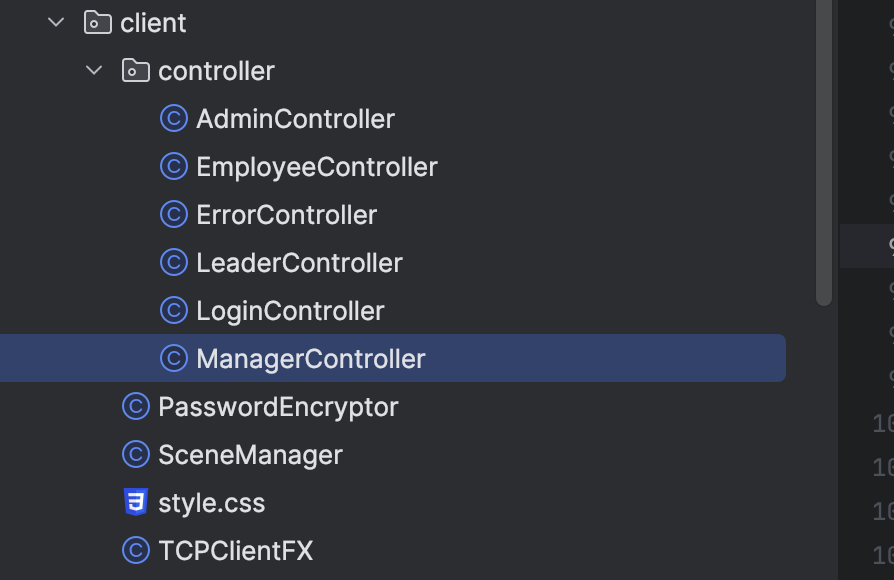 client
controller
AdminController
EmployeeController
ErrorController
LeaderController
LoginController
ManagerController
PasswordEncryptor
SceneManager
style.css
TCPClientFX